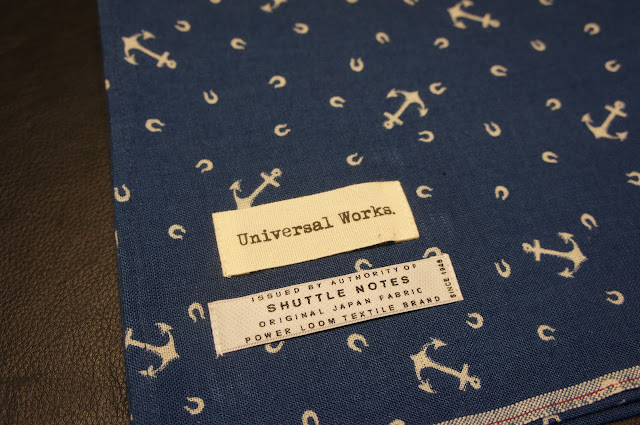 Universal Works.
ISSUED BY AUTHORITY OF
SHUTTLE NOTES
ORIGINAL JAPAN FABRIC
POWER LOOM TEXTILE BRAND
SINCE 1948